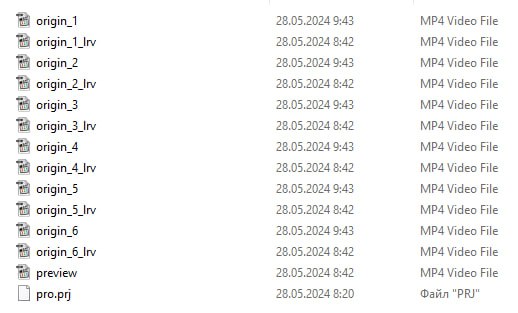 origin_1 28.05.2024 9:43 MP4 Video File
origin_1_lrv 28.05.2024 8:42 MP4 Video File
origin_2 28.05.2024 9:43 MP4 Video File
origin_2_lrv 28.05.2024 8:42 MP4 Video File
origin_3 28.05.2024 9:43 MP4 Video File
origin_3_lrv 28.05.2024 8:42 MP4 Video File
origin_4 28.05.2024 9:43 MP4 Video File
origin_4_lrv 28.05.2024 8:42 MP4 Video File
origin_5 28.05.2024 9:43 MP4 Video File
origin_5_lrv 28.05.2024 8:42 MP4 Video File
origin_6 28.05.2024 9:43 MP4 Video File
origin_6_lrv 28.05.2024 8:42 MP4 Video File
preview 28.05.2024 8:42 MP4 Video File
pro.prj 28.05.2024 8:20 Файл "PRJ"